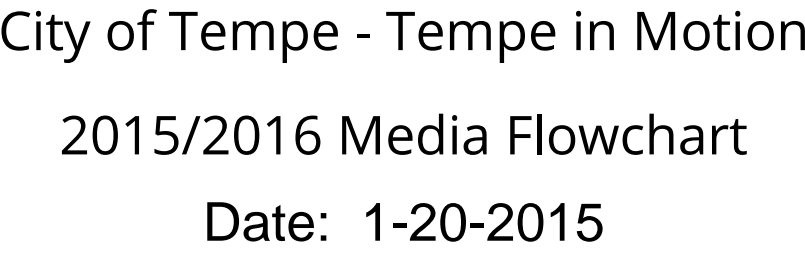 City of Tempe - Tempe in Motion
2015/2016 Media Flowchart
Date:  1-20-2015